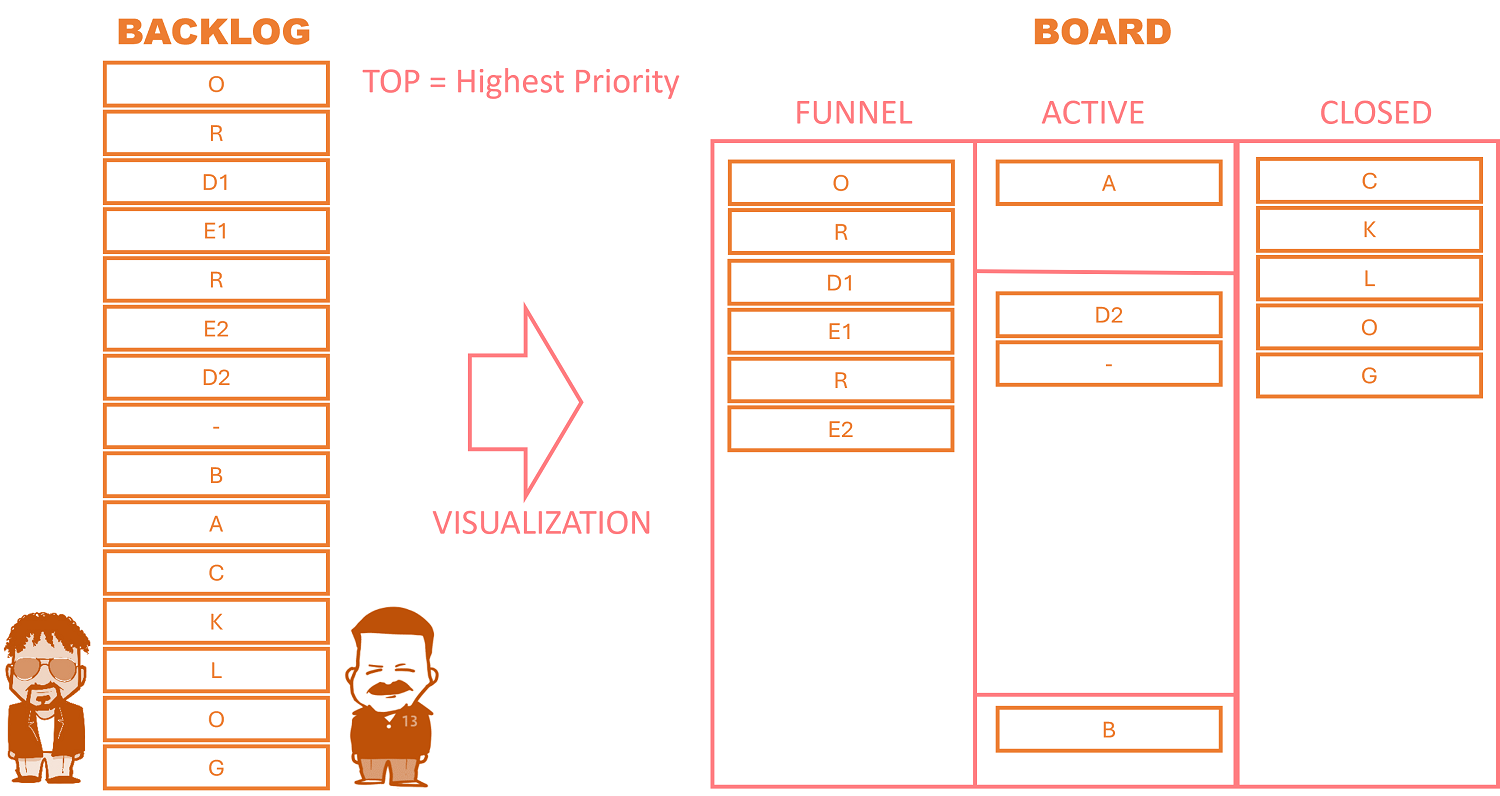 BACKLOG
O
R
D1
E1
R
E2
D2
-
B
A
C
K
L
O
G
TOP = Highest Priority
VISUALIZATION
13
BOARD
FUNNEL
O
R
D1
E1
R
E2
ACTIVE
A
D2
-
B
CLOSED
C
K
L
O
G